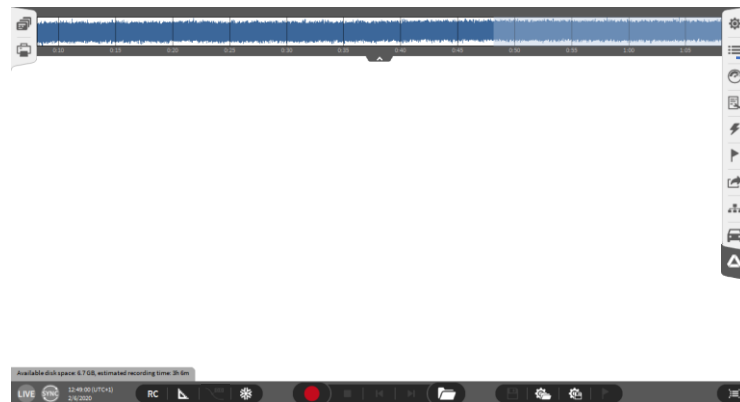 0:10 0:15 0:20 0:25 0:30 0:35 0:40 0:45 0:50 0:55 1:00 1:05
Available disk space: 6.7 GB, estimated recording time: 3h 6m
LIVE SYNC 12:49:00 (UTC+1) RC
2/6/2020